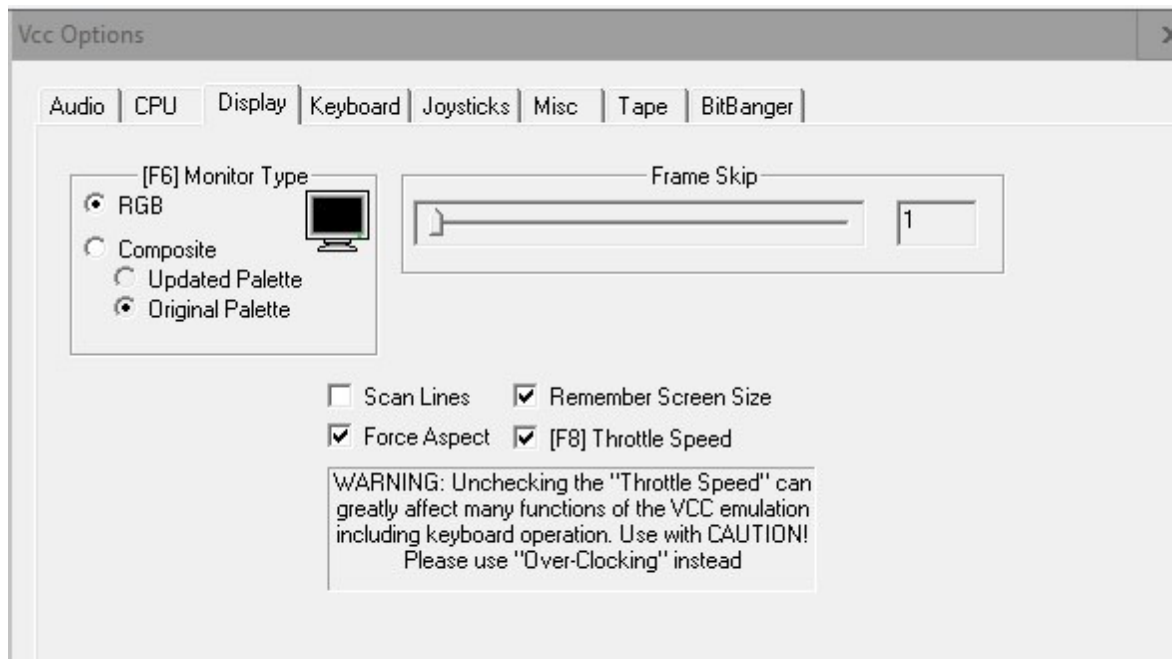 Vcc Options
Audio CPU Display Keyboard Joysticks Misc Tape BitBanger
[F6] Monitor Type
RGB
Composite
Updated Palette
Original Palette
Frame Skip
1
Scan Lines
Remember Screen Size
Force Aspect
[F8] Throttle Speed
WARNING: Unchecking the "Throttle Speed" can
greatly affect many functions of the VCC emulation
including keyboard operation. Use with CAUTION!
Please use "Over-Clocking" instead